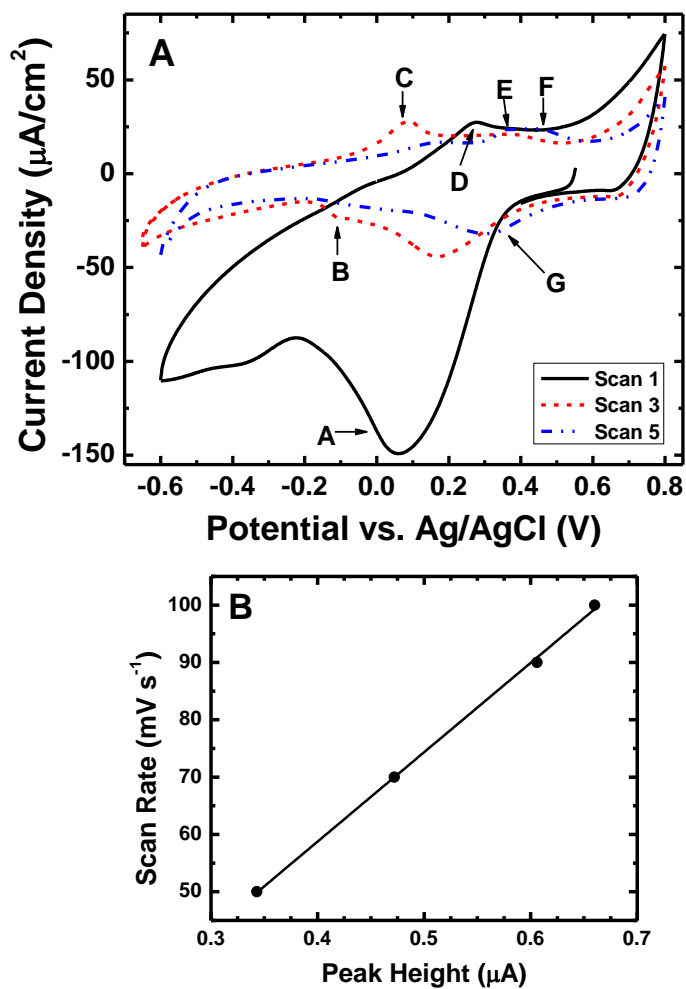 A
C
E
F
D
B
G
A
Scan 1
Scan 3
Scan 5
50
0
-50
-100
-150
Current Density (μA/cm²)
-0.6 -0.4 -0.2 0.0 0.2 0.4 0.6 0.8
Potential vs. Ag/AgCl (V)
B
100
90
80
70
60
50
Scan Rate (mV s⁻¹)
0.3 0.4 0.5 0.6 0.7
Peak Height (μA)